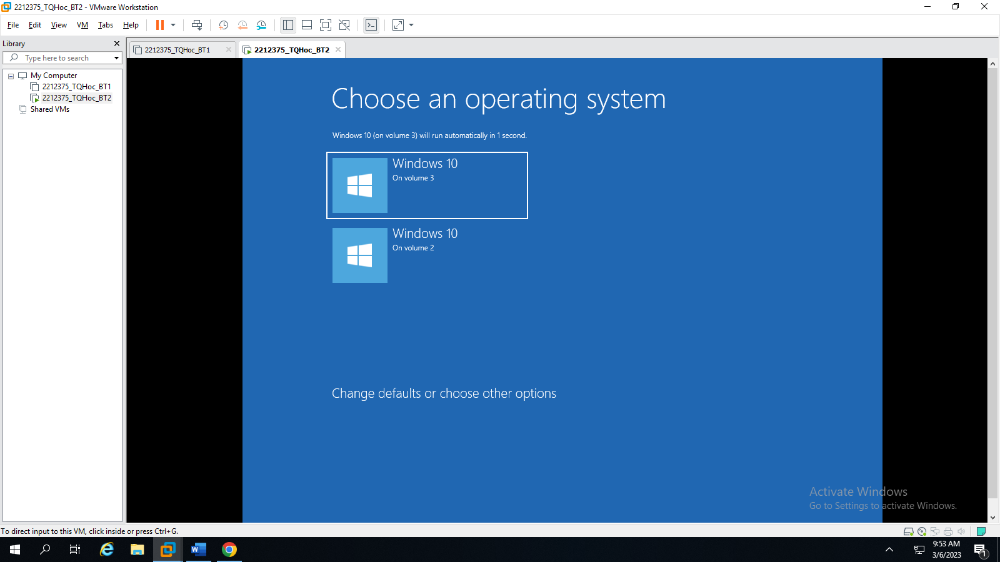 2212375_TQHoc_BT2 - VMware Workstation
File Edit View VM Tabs Help
Library
Type here to search
My Computer
2212375_TQHoc_BT1
2212375_TQHoc_BT2
Shared VMs
2212375_TQHoc_BT1
2212375_TQHoc_BT2
Choose an operating system
Windows 10 (on volume 3) will run automatically in 1 second.
Windows 10
On volume 3
Windows 10
On volume 2
Change defaults or choose other options
Activate Windows
Go to Settings to activate Windows.
To direct input to this VM, click inside or press Ctrl+G.
9:53 AM
3/6/2023
1